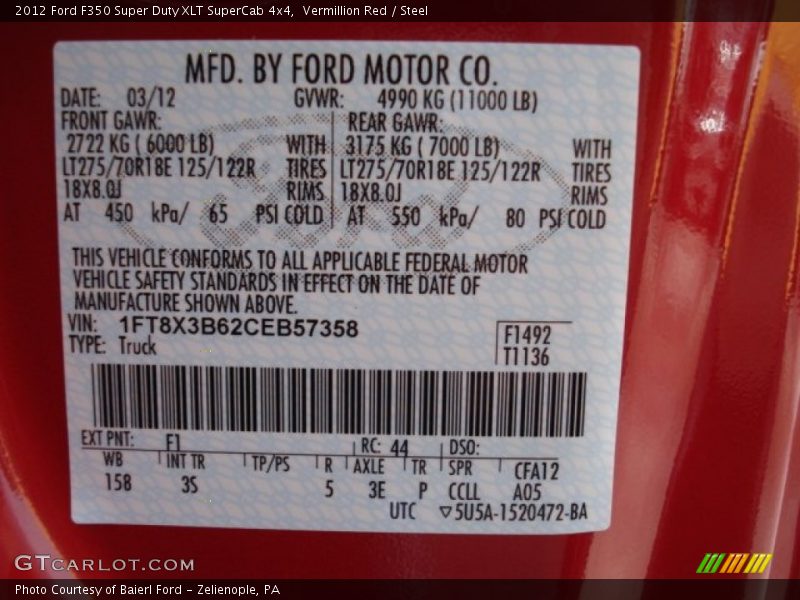 2012 Ford F350 Super Duty XLT SuperCab 4x4,  Vermillion Red / Steel
MFD. BY FORD MOTOR CO.
DATE: 03/12 GVWR: 4990 KG (11000 LB)
FRONT GAWR: REAR GAWR:
2722 KG ( 6000 LB) WITH 3175 KG ( 7000 LB) WITH
LT275/70R18E 125/122R TIRES LT275/70R18E 125/122R TIRES
18X8.0J RIMS 18X8.0J RIMS
AT 450 kPa/ 65 PSI COLD AT 550 kPa/ 80 PSI COLD
THIS VEHICLE CONFORMS TO ALL APPLICABLE FEDERAL MOTOR
VEHICLE SAFETY STANDARDS IN EFFECT ON THE DATE OF
MANUFACTURE SHOWN ABOVE.
VIN: 1FT8X3B62CEB57358 F1492
TYPE: Truck T1136
EXT PNT: F1 RC: 44 DSO:
WB INT TR TP/PS R AXLE TR SPR CFA12
158 3S 5 3E P CCLL A05
UTC ▽5U5A-1520472-BA
GTCARLOT.COM
Photo Courtesy of Baierl Ford - Zelienople, PA